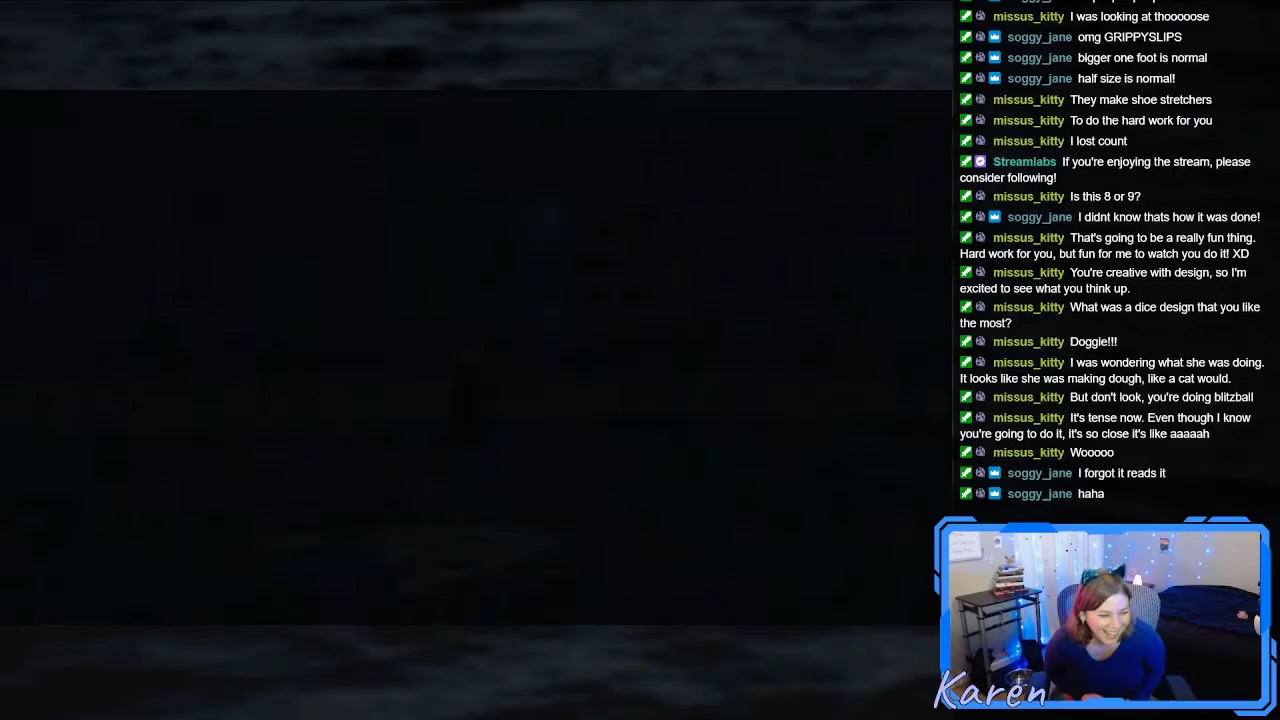 missus_kitty I was looking at thooooose
soggy_jane omg GRIPPYSLIPS
soggy_jane bigger one foot is normal
soggy_jane half size is normal!
missus_kitty They make shoe stretchers
missus_kitty To do the hard work for you
missus_kitty I lost count
Streamlabs If you're enjoying the stream, please
consider following!
missus_kitty Is this 8 or 9?
soggy_jane I didnt know thats how it was done!
missus_kitty That's going to be a really fun thing.
Hard work for you, but fun for me to watch you do it! XD
missus_kitty You're creative with design, so I'm
excited to see what you think up.
missus_kitty What was a dice design that you like
the most?
missus_kitty Doggie!!!
missus_kitty I was wondering what she was doing.
It looks like she was making dough, like a cat would.
missus_kitty But don't look, you're doing blitzball
missus_kitty It's tense now. Even though I know
you're going to do it, it's so close it's like aaaaah
missus_kitty Wooooo
soggy_jane I forgot it reads it
soggy_jane haha
Karen